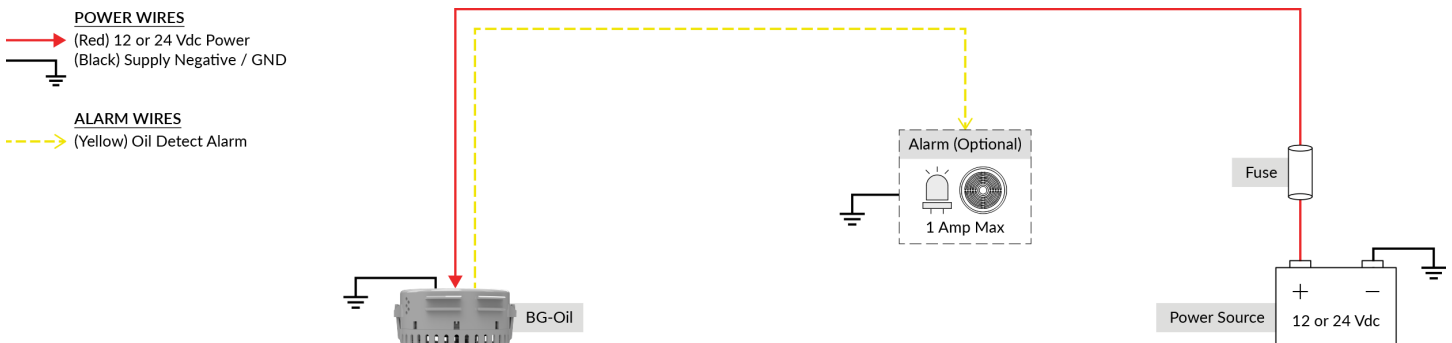 POWER WIRES
(Red) 12 or 24 Vdc Power
(Black) Supply Negative / GND
ALARM WIRES
(Yellow) Oil Detect Alarm
Alarm (Optional)
1 Amp Max
Fuse
BG-Oil
Power Source
+ −
12 or 24 Vdc